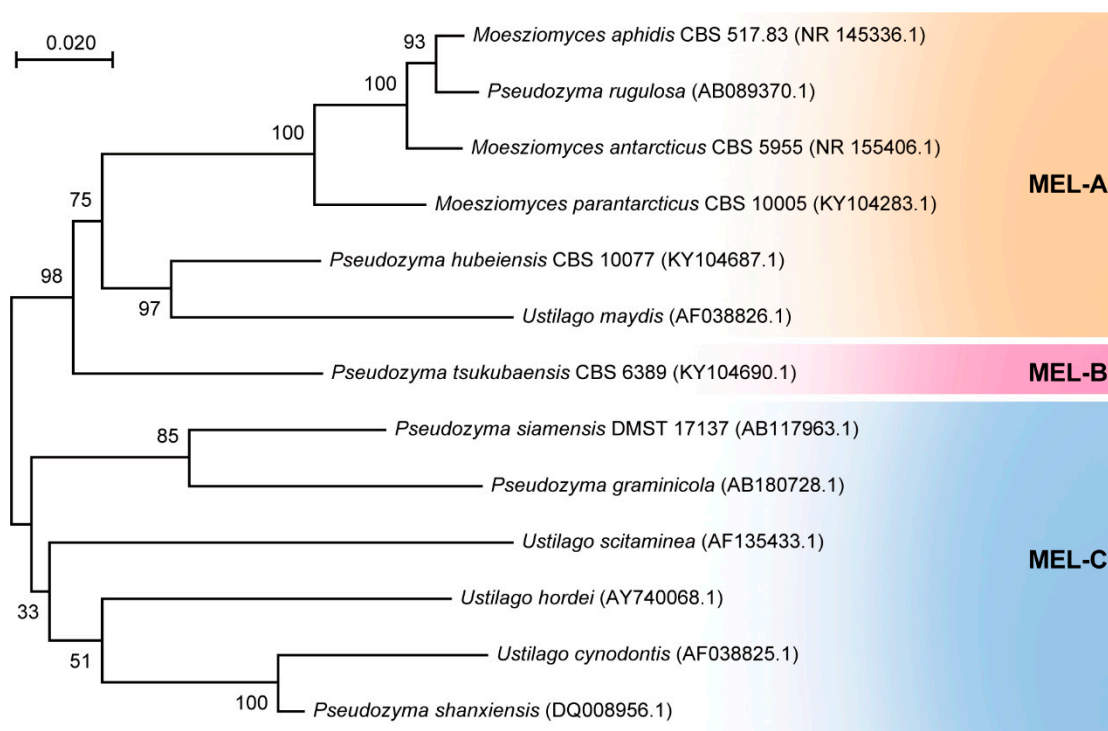 0.020
93
Moesziomyces aphidis CBS 517.83 (NR 145336.1)
100
Pseudozyma rugulosa (AB089370.1)
100
Moesziomyces antarcticus CBS 5955 (NR 155406.1)
MEL-A
75
Moesziomyces parantarcticus CBS 10005 (KY104283.1)
98
Pseudozyma hubeiensis CBS 10077 (KY104687.1)
97
Ustilago maydis (AF038826.1)
Pseudozyma tsukubaensis CBS 6389 (KY104690.1)
MEL-B
85
Pseudozyma siamensis DMST 17137 (AB117963.1)
Pseudozyma graminicola (AB180728.1)
Ustilago scitaminea (AF135433.1)
MEL-C
33
Ustilago hordei (AY740068.1)
51
Ustilago cynodontis (AF038825.1)
100
Pseudozyma shanxiensis (DQ008956.1)